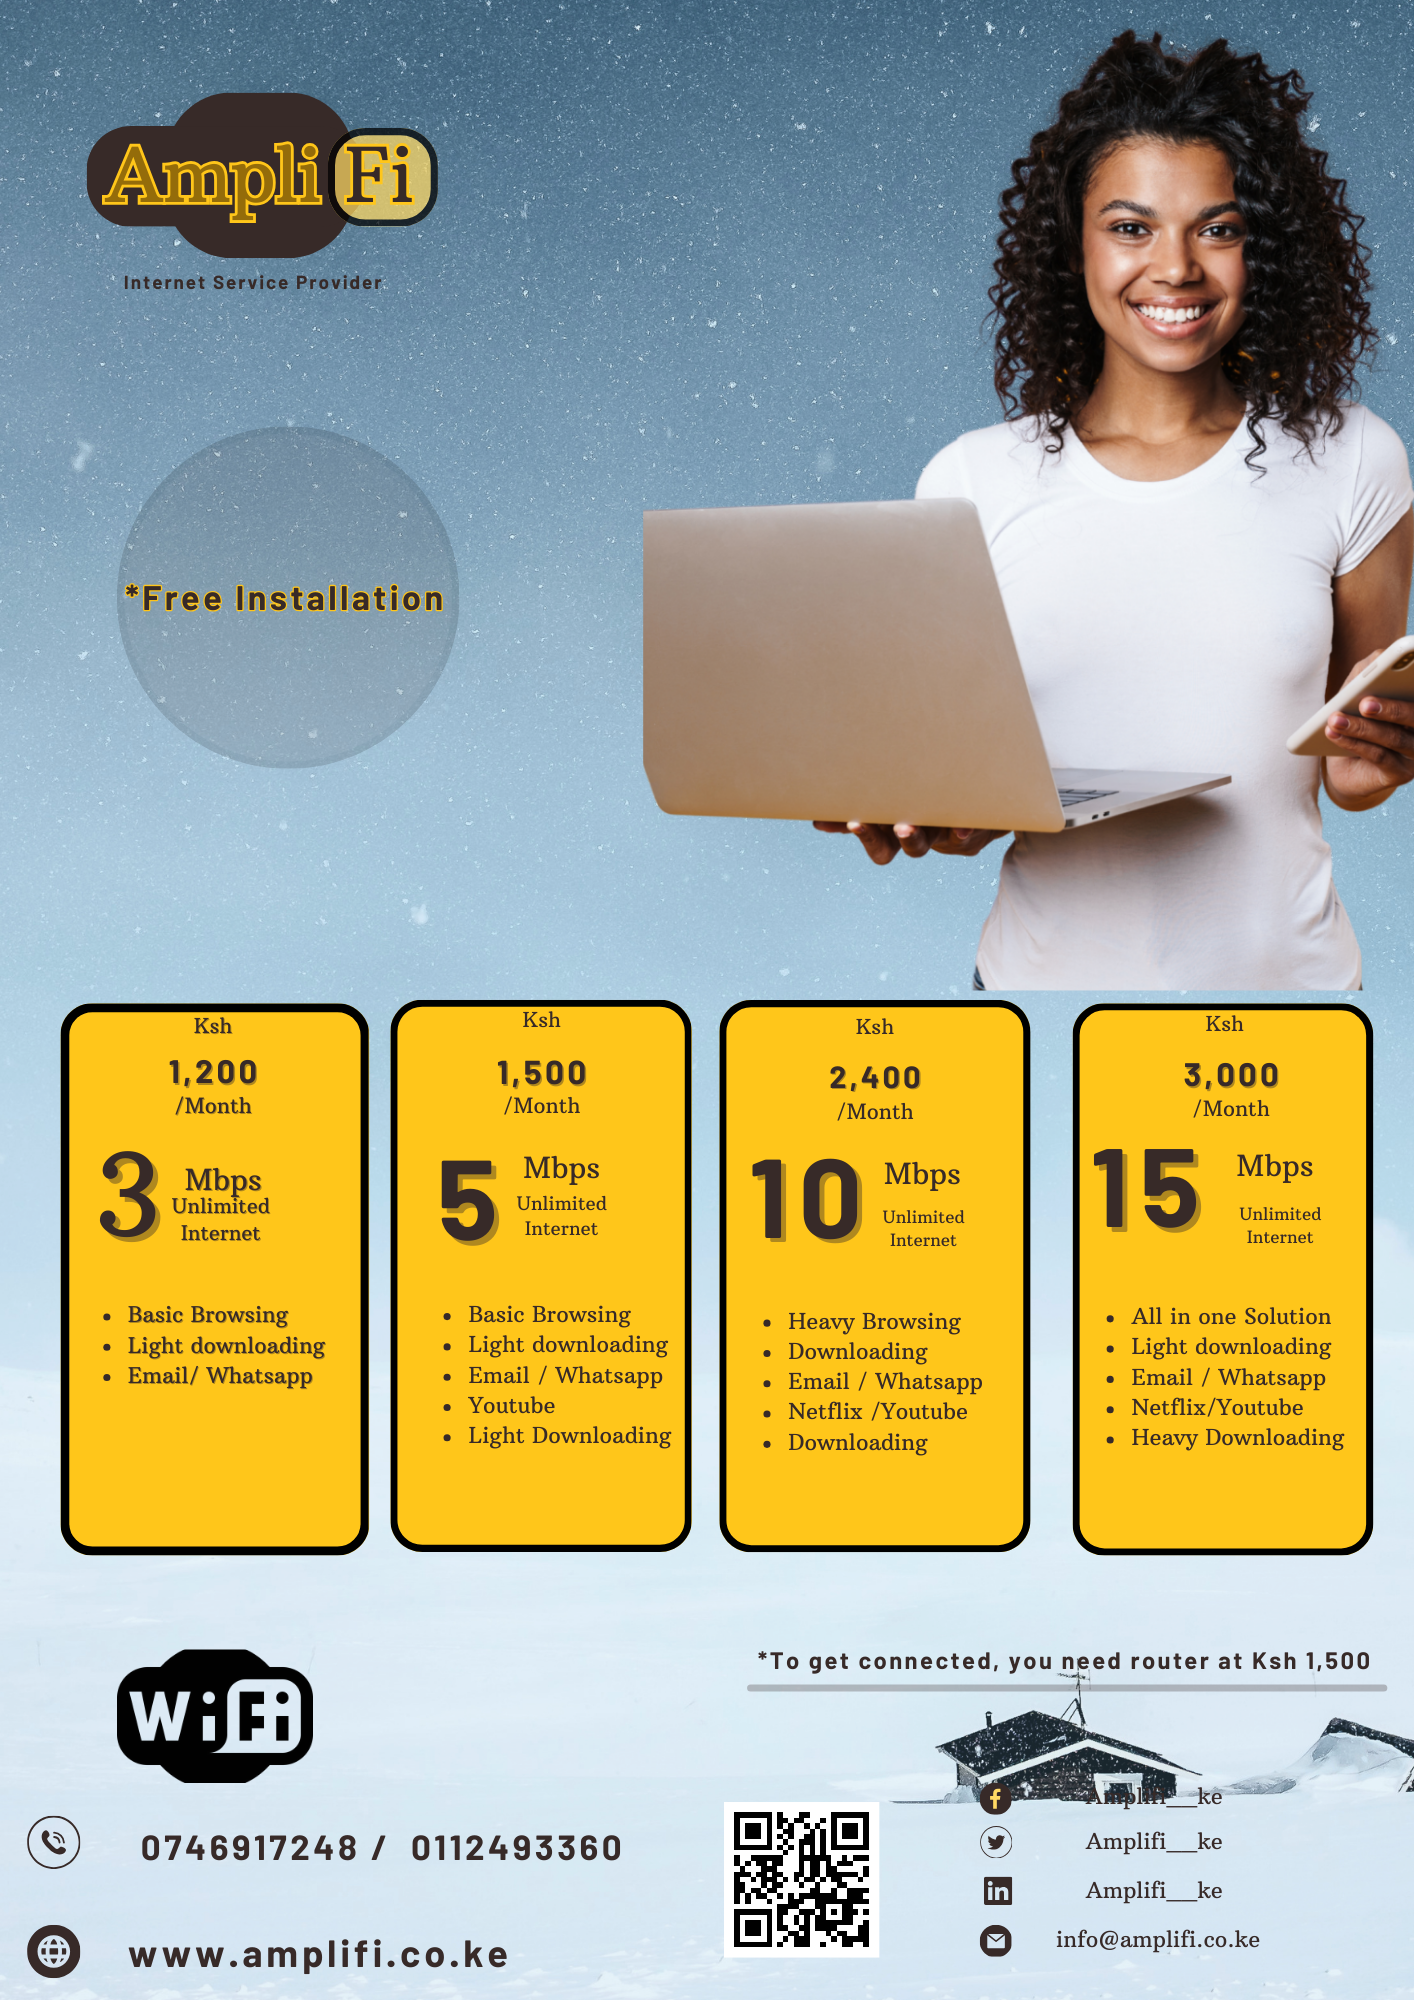 Ampli Fi
Internet Service Provider
*Free Installation
Ksh
1,200
/Month
3 Mbps
Unlimited
Internet
Basic Browsing
Light downloading
Email/ Whatsapp
Ksh
1,500
/Month
5 Mbps
Unlimited
Internet
Basic Browsing
Light downloading
Email / Whatsapp
Youtube
Light Downloading
Ksh
2,400
/Month
10 Mbps
Unlimited
Internet
Heavy Browsing
Downloading
Email / Whatsapp
Netflix /Youtube
Downloading
Ksh
3,000
/Month
15 Mbps
Unlimited
Internet
All in one Solution
Light downloading
Email / Whatsapp
Netflix/Youtube
Heavy Downloading
*To get connected, you need router at Ksh 1,500
WiFi
0746917248 / 0112493360
www.amplifi.co.ke
Amplifi__ke
Amplifi__ke
Amplifi__ke
info@amplifi.co.ke